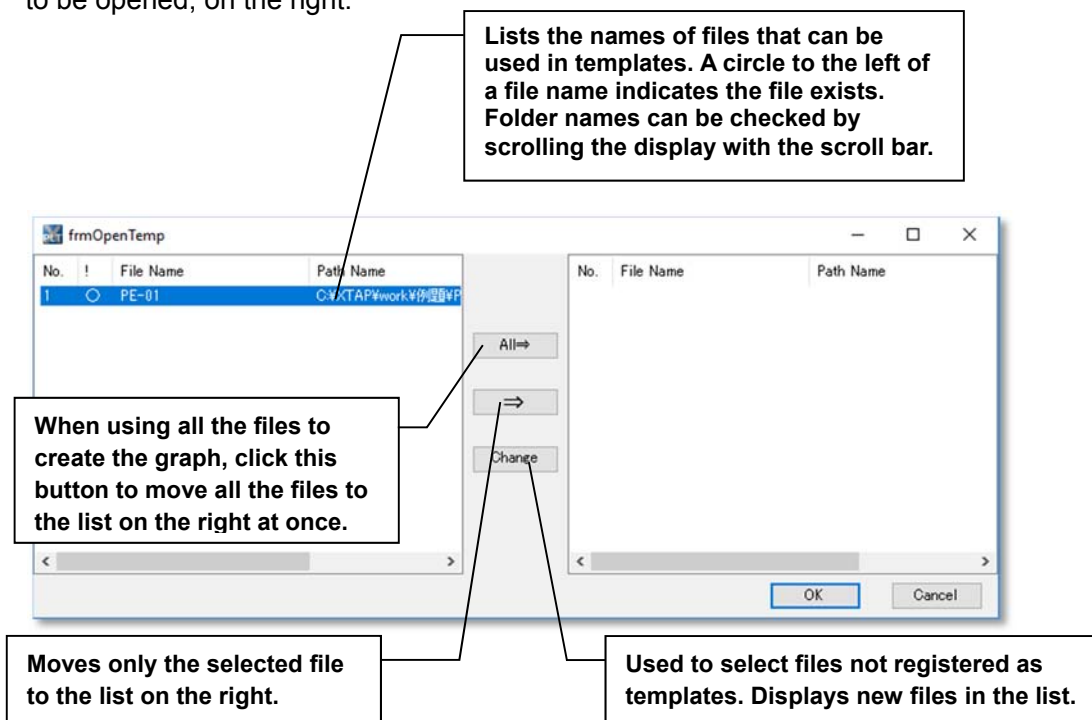 to be opened, on the right.
Lists the names of files that can be
used in templates. A circle to the left of
a file name indicates the file exists.
Folder names can be checked by
scrolling the display with the scroll bar.
frmOpenTemp
No. ! File Name Path Name
1 ○ PE-01 C:¥XTAP¥work¥例題¥P
No. File Name Path Name
All⇒
⇒
Change
When using all the files to
create the graph, click this
button to move all the files to
the list on the right at once.
OK Cancel
Moves only the selected file
to the list on the right.
Used to select files not registered as
templates. Displays new files in the list.